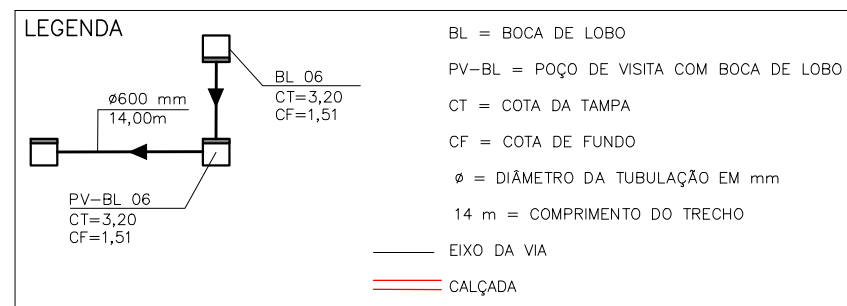 LEGENDA
BL 06
CT=3,20
CF=1,51
Ø600 mm
14,00m
PV-BL 06
CT=3,20
CF=1,51
BL = BOCA DE LOBO
PV-BL = POÇO DE VISITA COM BOCA DE LOBO
CT = COTA DA TAMPA
CF = COTA DE FUNDO
Ø = DIÂMETRO DA TUBULAÇÃO EM mm
14 m = COMPRIMENTO DO TRECHO
EIXO DA VIA
CALÇADA